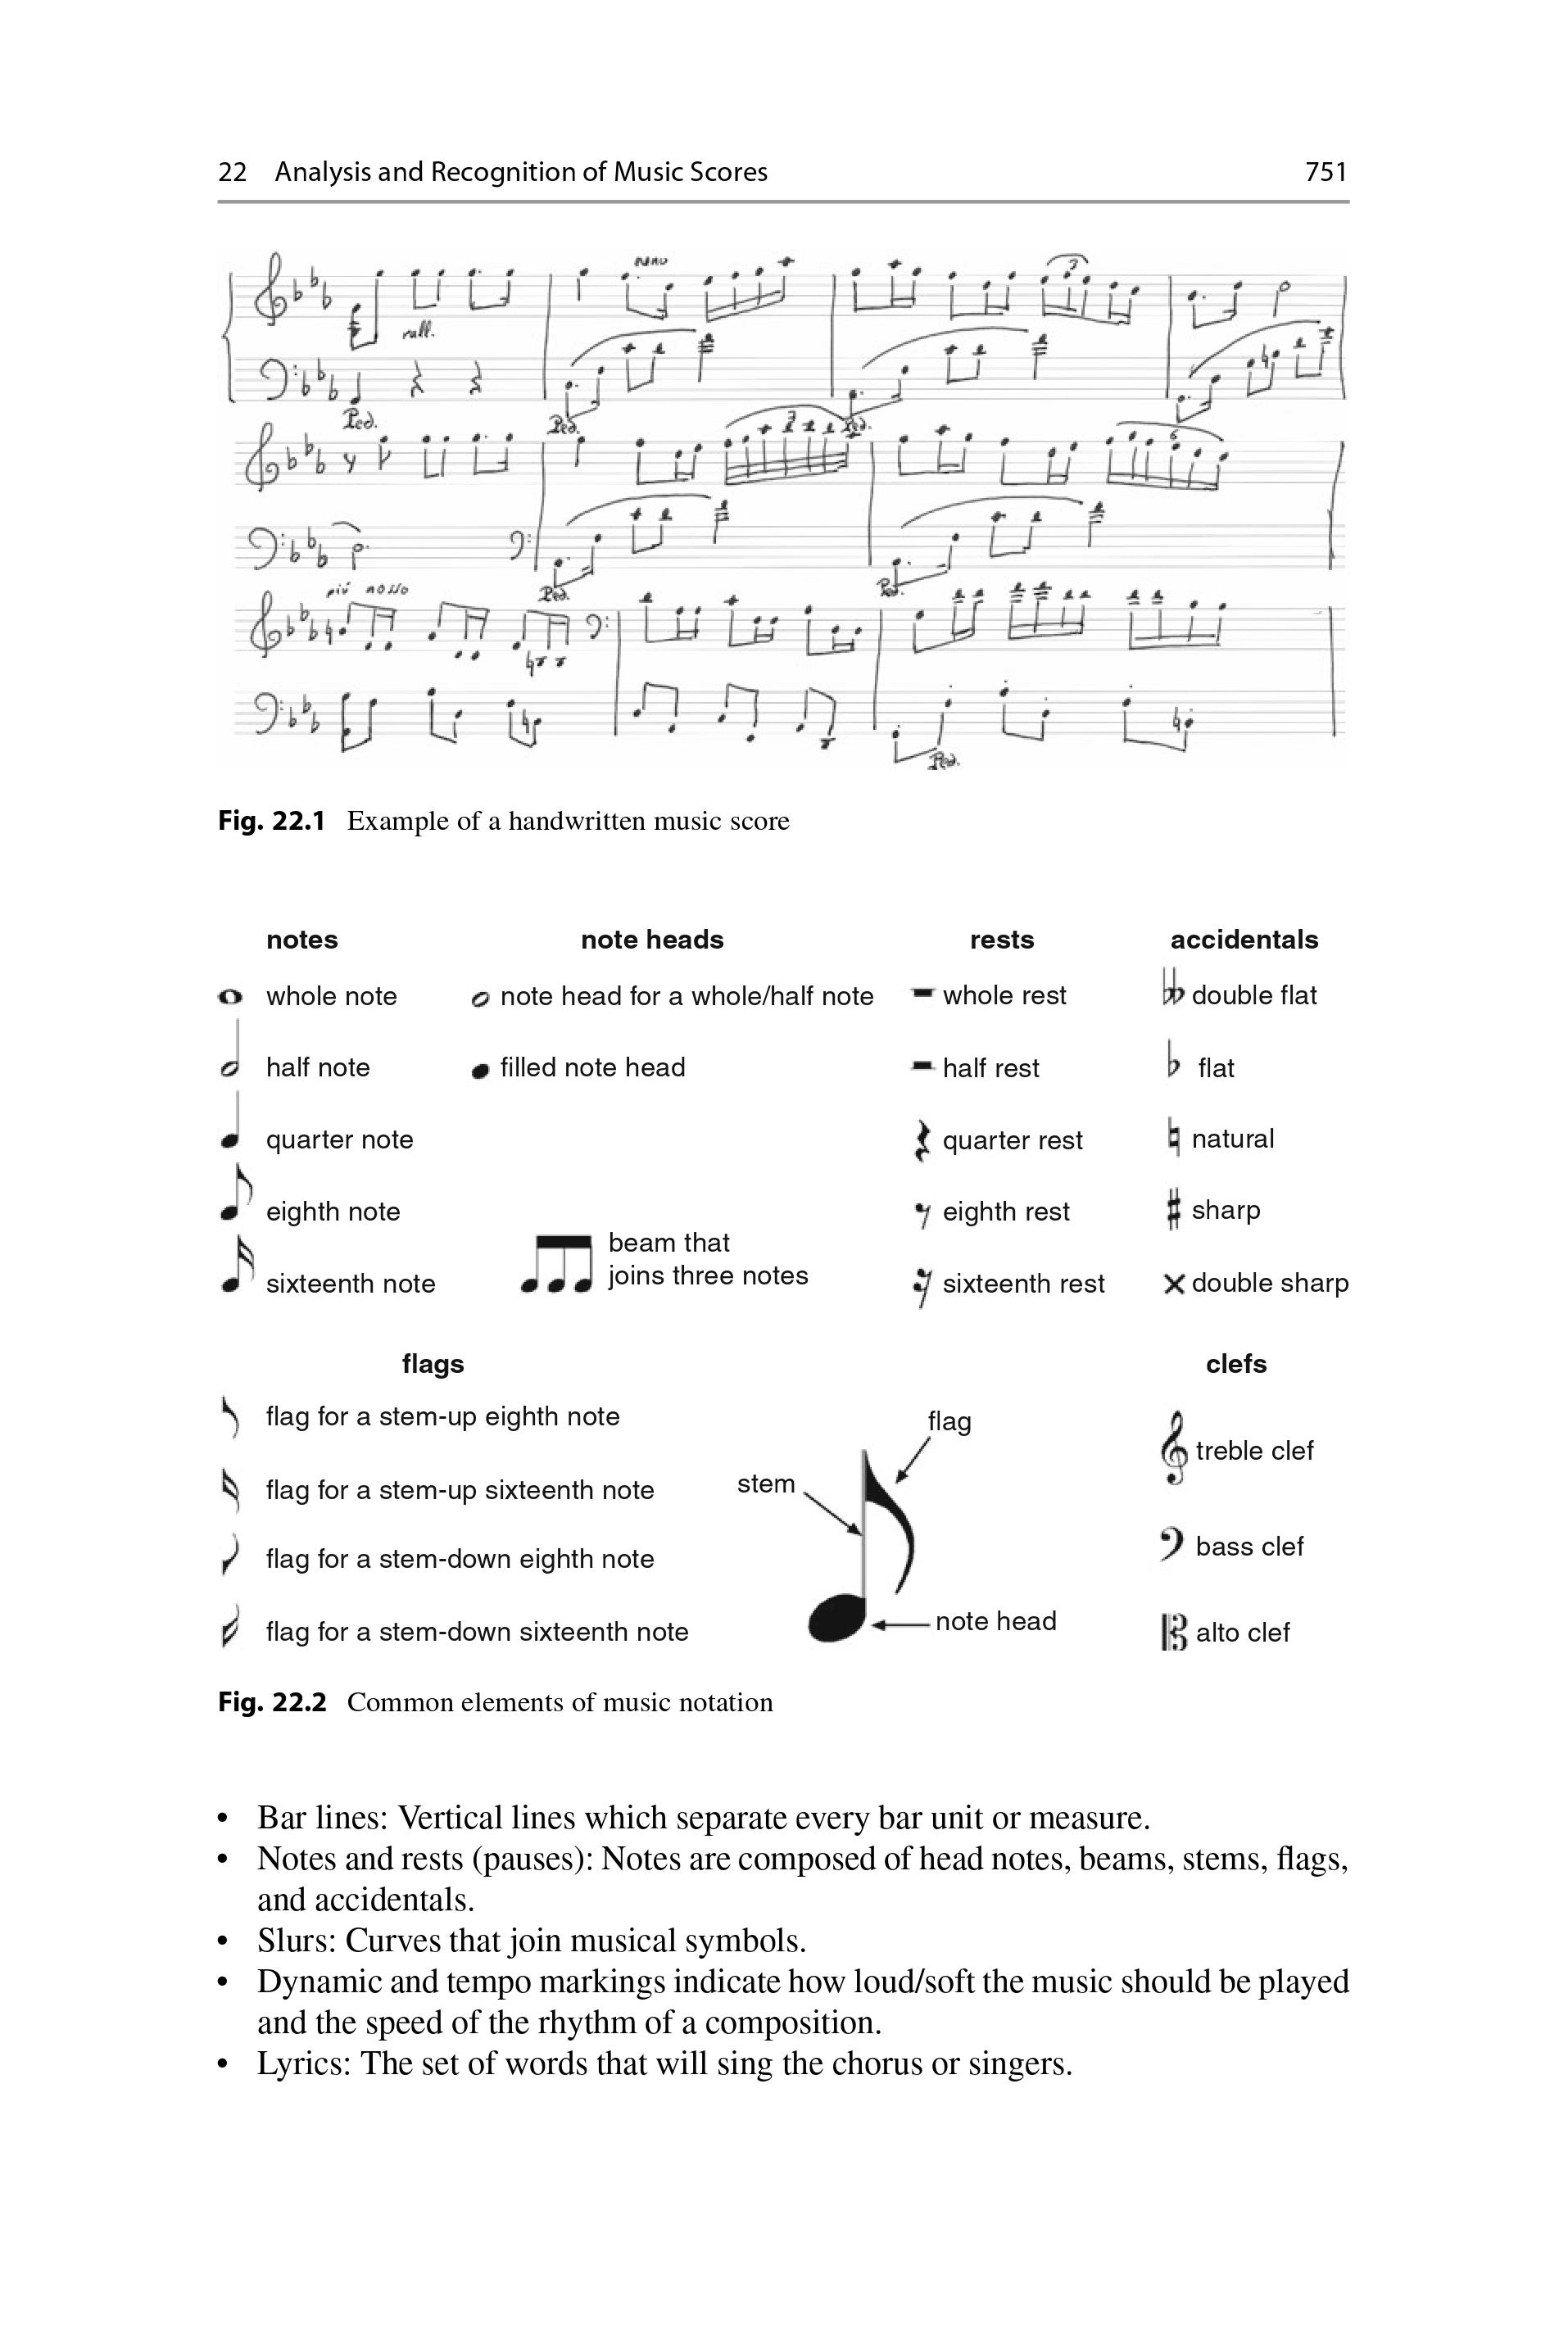 22 Analysis and Recognition of Music Scores 751
rall.
3
Ped.
Ped.
3
Ped.
6
più mosso
Ped.
Ped.
Ped.
Fig. 22.1 Example of a handwritten music score
notes note heads rests accidentals
whole note note head for a whole/half note whole rest double flat
half note filled note head half rest flat
quarter note quarter rest natural
eighth note eighth rest sharp
beam that
joins three notes
sixteenth note sixteenth rest double sharp
flags clefs
flag for a stem-up eighth note flag treble clef
flag for a stem-up sixteenth note stem
flag for a stem-down eighth note bass clef
flag for a stem-down sixteenth note note head alto clef
Fig. 22.2 Common elements of music notation
• Bar lines: Vertical lines which separate every bar unit or measure.
• Notes and rests (pauses): Notes are composed of head notes, beams, stems, flags,
and accidentals.
• Slurs: Curves that join musical symbols.
• Dynamic and tempo markings indicate how loud/soft the music should be played
and the speed of the rhythm of a composition.
• Lyrics: The set of words that will sing the chorus or singers.